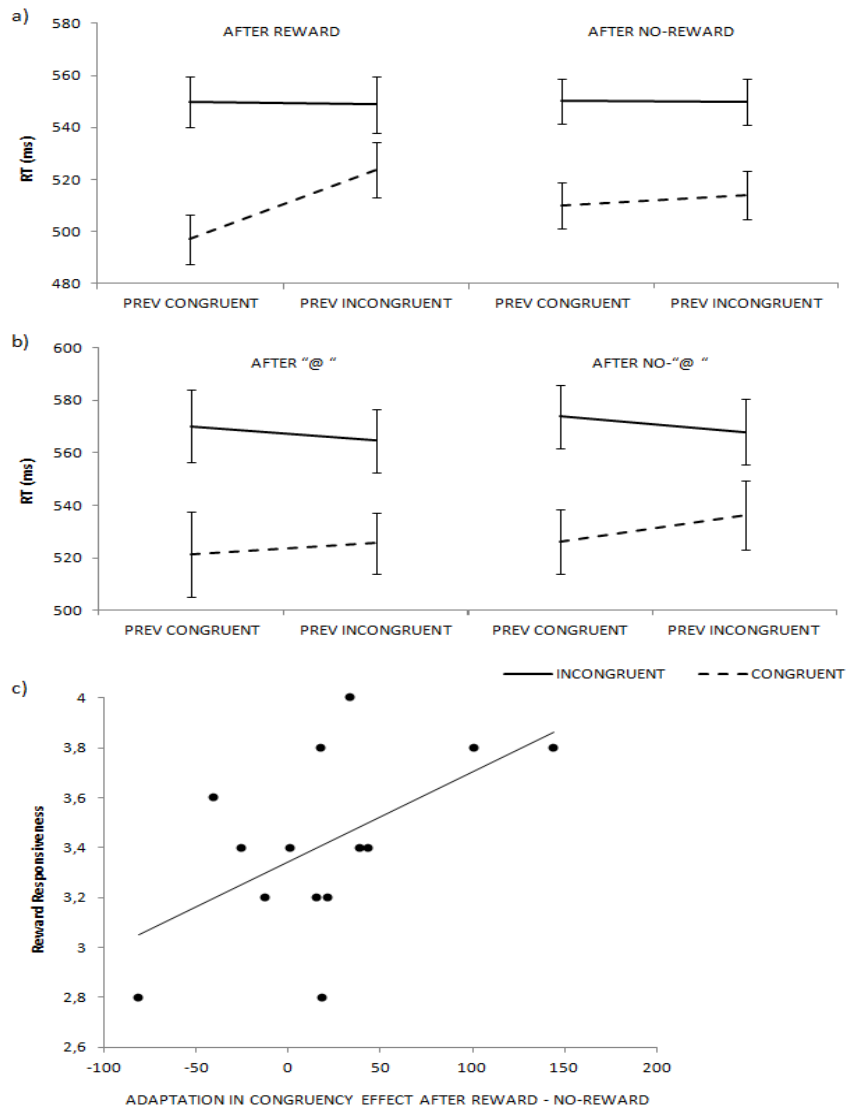 a)
580
AFTER REWARD AFTER NO-REWARD
560
540
RT (ms)
520
500
480
PREV CONGRUENT PREV INCONGRUENT PREV CONGRUENT PREV INCONGRUENT
b)
600
AFTER “@ “ AFTER NO-“@ “
580
560
RT (ms)
540
520
500
PREV CONGRUENT PREV INCONGRUENT PREV CONGRUENT PREV INCONGRUENT
INCONGRUENT CONGRUENT
c)
4
3,8
3,6
3,4
Reward Responsiveness
3,2
3
2,8
2,6
-100 -50 0 50 100 150 200
ADAPTATION IN CONGRUENCY EFFECT AFTER REWARD - NO-REWARD